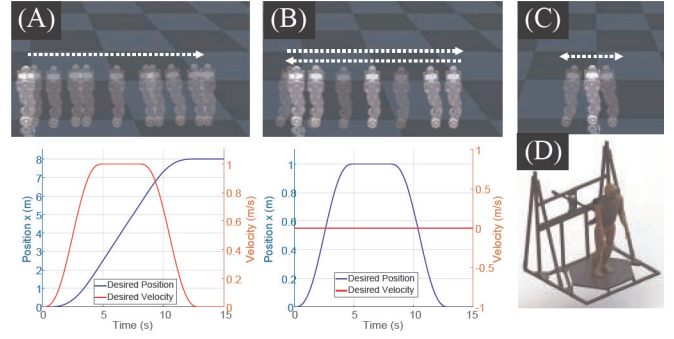 (A)
(B)
(C)
(D)
8
7
6
5
4
3
2
1
0
Position x (m)
1
0.8
0.6
0.4
0.2
0
Velocity (m/s)
Desired Position
Desired Velocity
5
10
15
Time (s)
1
0.8
0.6
0.4
0.2
0
Position x (m)
1
0.5
0
-0.5
-1
Velocity (m/s)
Desired Position
Desired Velocity
5
10
15
Time (s)